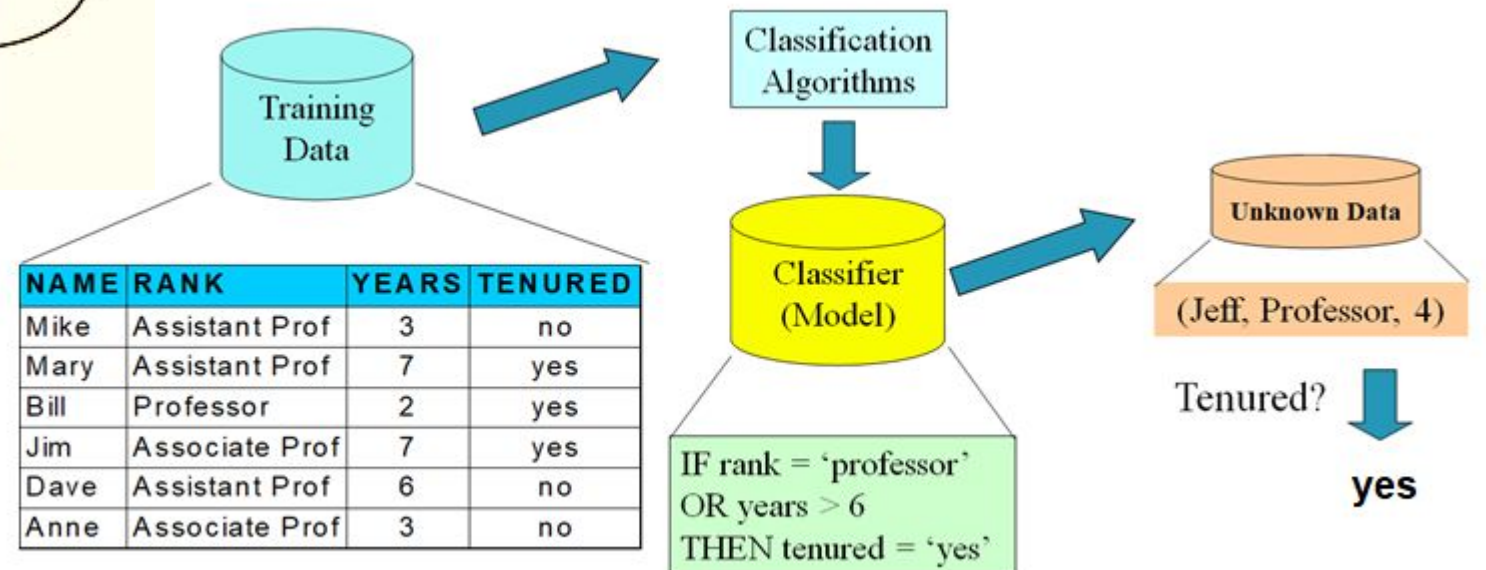 Training
Data
Classification
Algorithms
NAME RANK YEARS TENURED
Mike Assistant Prof 3 no
Mary Assistant Prof 7 yes
Bill Professor 2 yes
Jim Associate Prof 7 yes
Dave Assistant Prof 6 no
Anne Associate Prof 3 no
Classifier
(Model)
IF rank = ‘professor’
OR years > 6
THEN tenured = ‘yes’
Unknown Data
(Jeff, Professor, 4)
Tenured?
yes